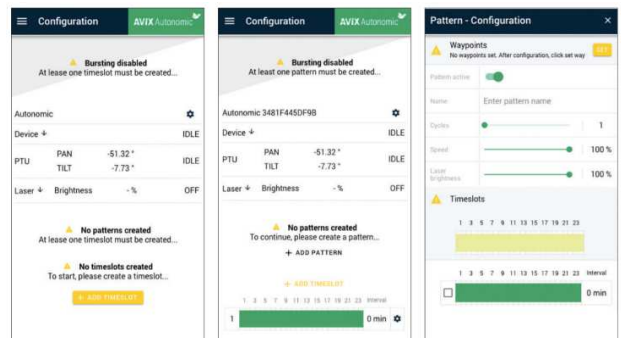 Configuration
AVIX Autonomic
Bursting disabled
At lease one timeslot must be created...
Autonomic
Device IDLE
PTU PAN -51.32 ° IDLE
TILT -7.73 °
Laser Brightness - % OFF
No patterns created
At lease one timeslot must be created...
No timeslots created
To start, please create a timeslot...
+ ADD TIMESLOT
Configuration
AVIX Autonomic
Bursting disabled
At least one pattern must be created...
Autonomic 3481F445DF9B
Device IDLE
PTU PAN -51.32 ° IDLE
TILT -7.73 °
Laser Brightness - % OFF
No patterns created
To continue, please create a pattern...
+ ADD PATTERN
+ ADD TIMESLOT
1 3 5 7 9 11 13 15 17 19 21 23 Interval
1 0 min
Pattern - Configuration ×
Waypoints
No waypoints set. After configuration, click set way
SET
Pattern active
Name Enter pattern name
Cycles 1
Speed 100 %
Laser
brightness 100 %
Timeslots
1 3 5 7 9 11 13 15 17 19 21 23
1 3 5 7 9 11 13 15 17 19 21 23 Interval
0 min